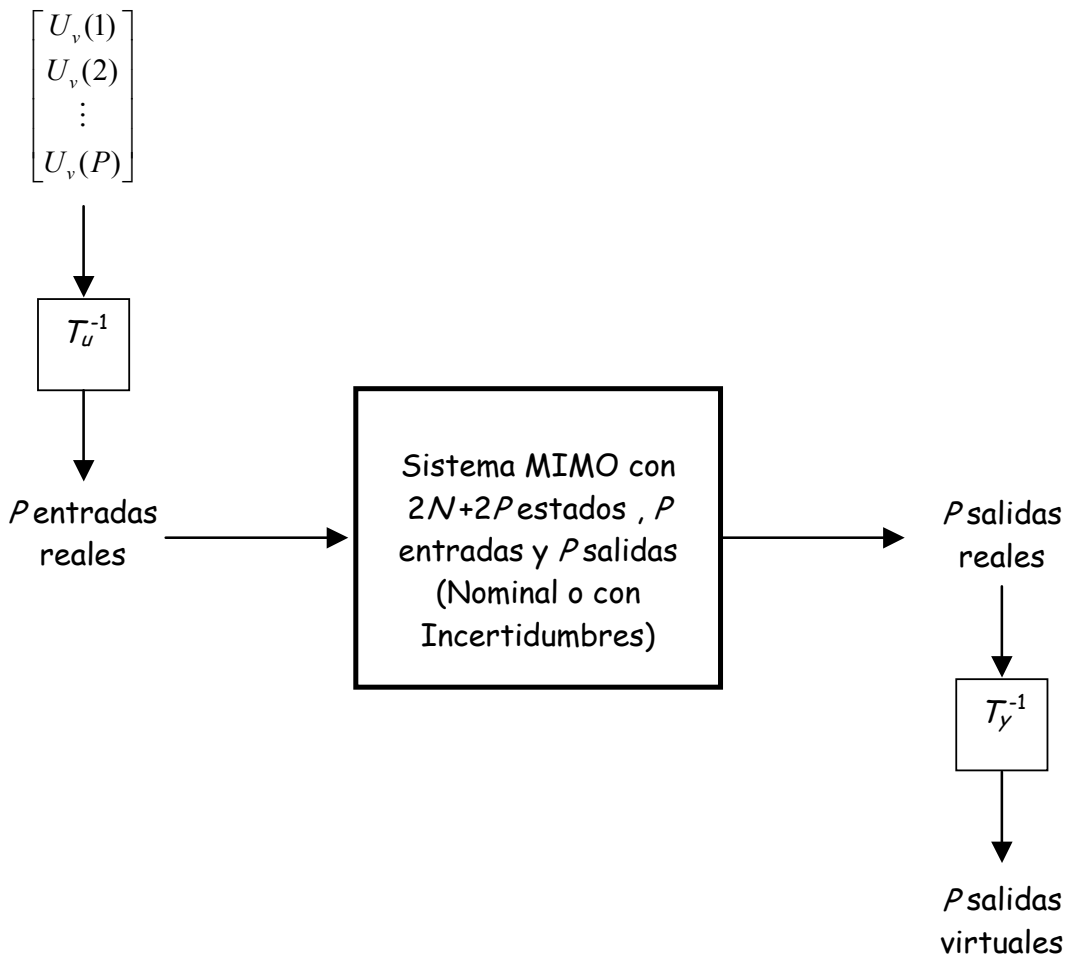 U_v(1)
U_v(2)
⋮
U_v(P)
T_u^-1
P entradas
reales
Sistema MIMO con
2N+2P estados , P
entradas y P salidas
(Nominal o con
Incertidumbres)
P salidas
reales
T_y^-1
P salidas
virtuales